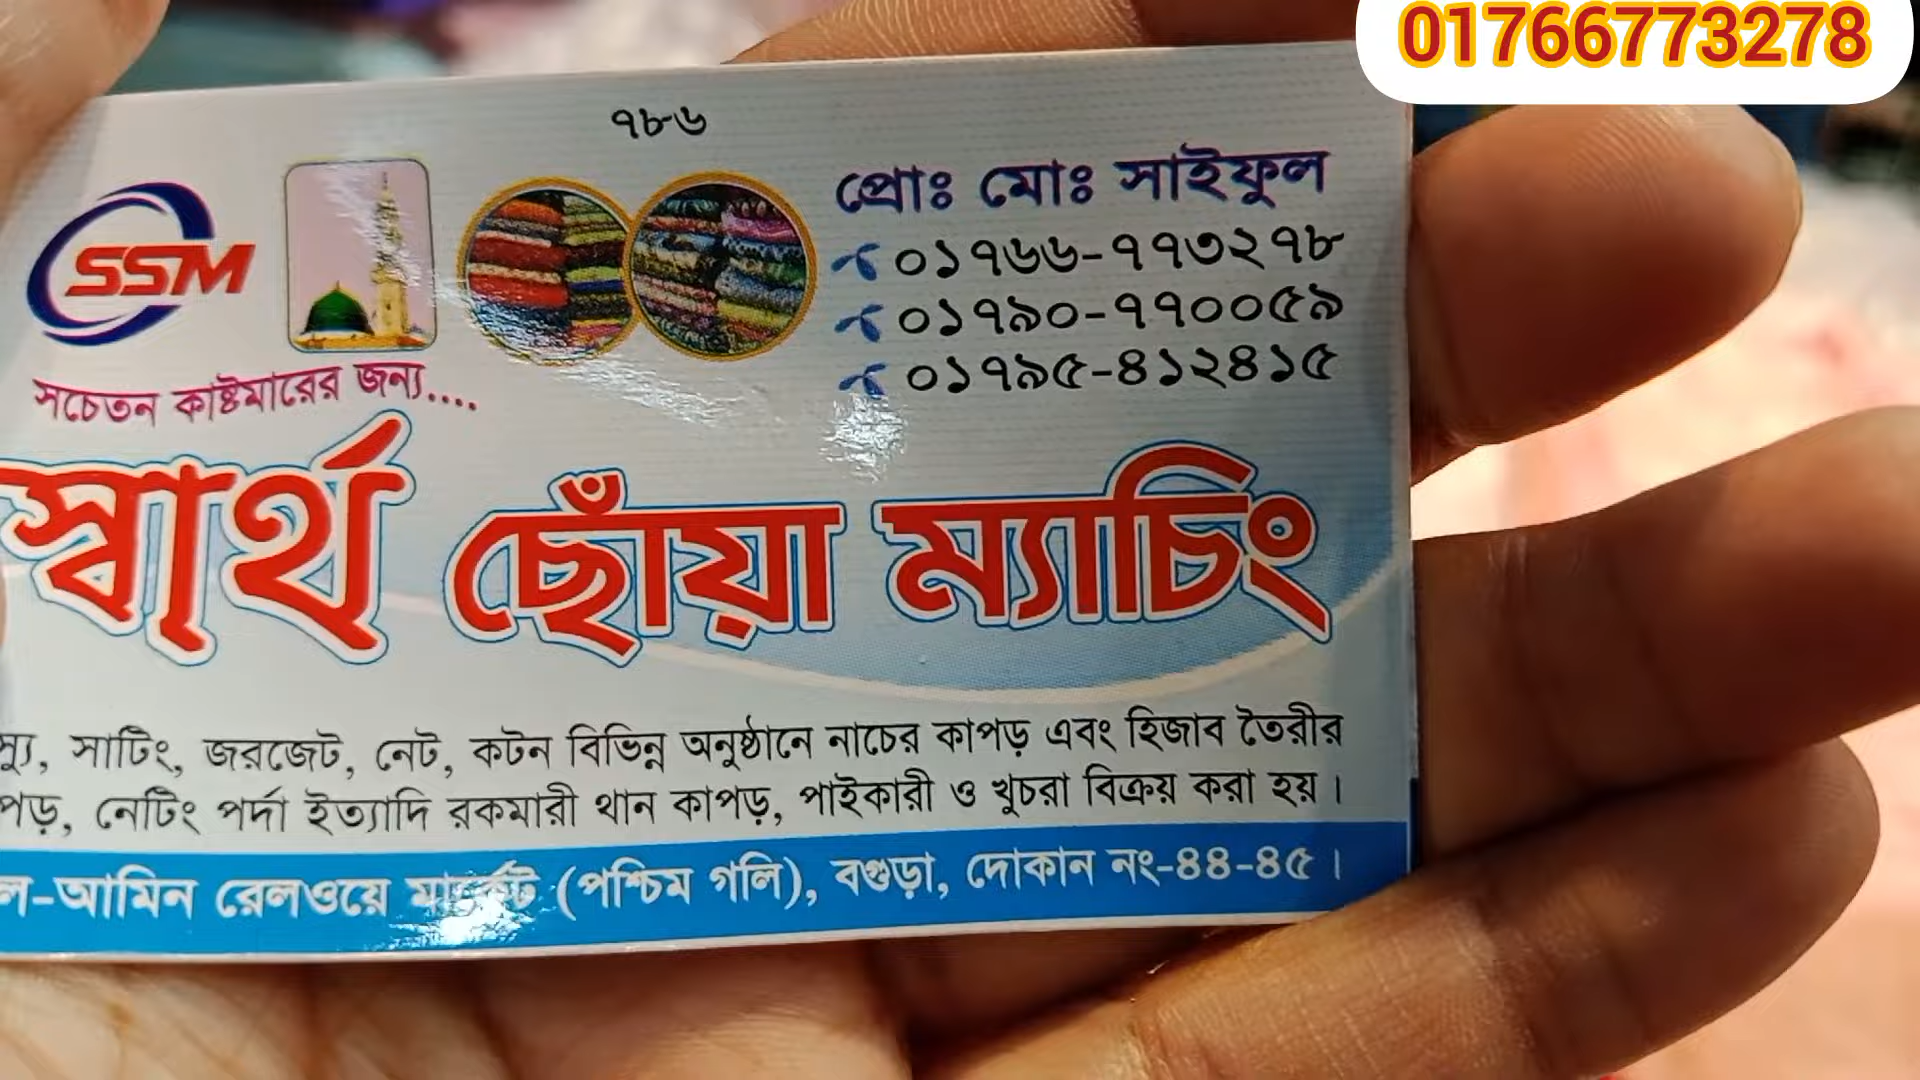 01766773278
৭৮৬
SSM
প্রোঃ মোঃ সাইফুল
০১৭৬৬-৭৭৩২৭৮
০১৭৯০-৭৭০০৫৯
০১৭৯৫-৪১২৪১৫
সচেতন কাষ্টমারের জন্য....
স্বার্থ ছোঁয়া ম্যাচিং
সাটিং, জরজেট, নেট, কটন বিভিন্ন অনুষ্ঠানে নাচের কাপড় এবং হিজাব তৈরীর
নেটিং পর্দা ইত্যাদি রকমারী থান কাপড়, পাইকারী ও খুচরা বিক্রয় করা হয়।
ল-আমিন রেলওয়ে মার্কেট (পশ্চিম গলি), বগুড়া, দোকান নং-৪৪-৪৫।